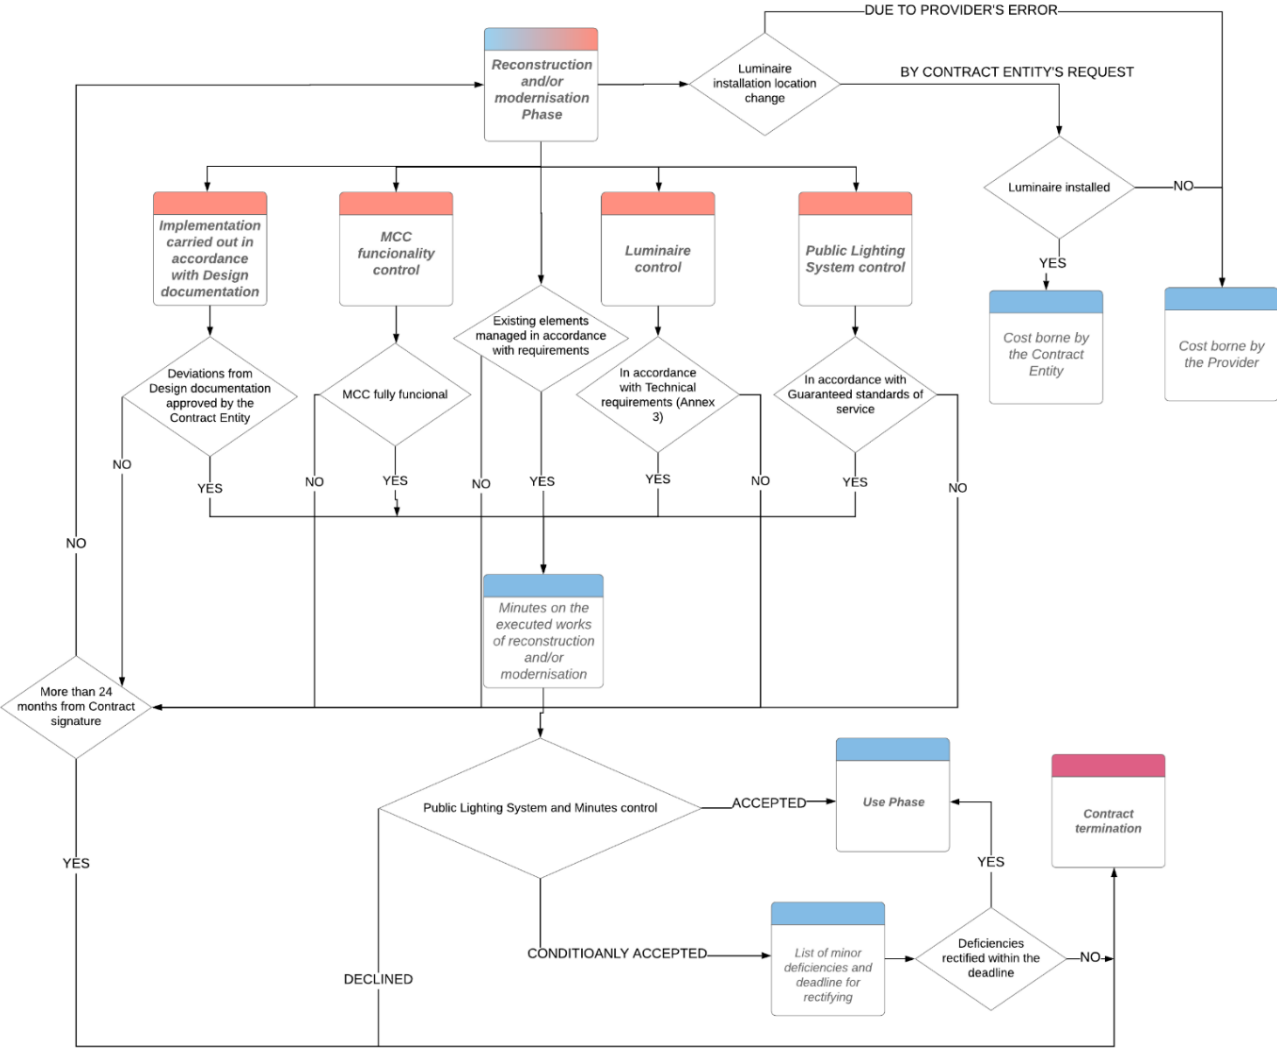 DUE TO PROVIDER'S ERROR
Reconstruction
and/or
modernisation
Phase
Luminaire
installation location
change
BY CONTRACT ENTITY'S REQUEST
Luminaire installed
NO
YES
Cost borne by
the Contract
Entity
Cost borne by
the Provider
Implementation
carried out in
accordance
with Design
documentation
MCC
funcionality
control
Luminaire
control
Public Lighting
System control
Existing elements
managed in accordance
with requirements
Deviations from
Design documentation
approved by the
Contract Entity
MCC fully funcional
In accordance
with Technical
requirements (Annex
3)
In accordance with
Guaranteed standards of
service
NO
YES
NO
YES
NO
YES
YES
NO
YES
NO
NO
Minutes on the
executed works
of reconstruction
and/or
modernisation
More than 24
months from Contract
signature
YES
Public Lighting System and Minutes control
ACCEPTED
Use Phase
Contract
termination
YES
CONDITIOANLY ACCEPTED
List of minor
deficiencies and
deadline for
rectifying
Deficiencies
rectified within the
deadline
NO
DECLINED